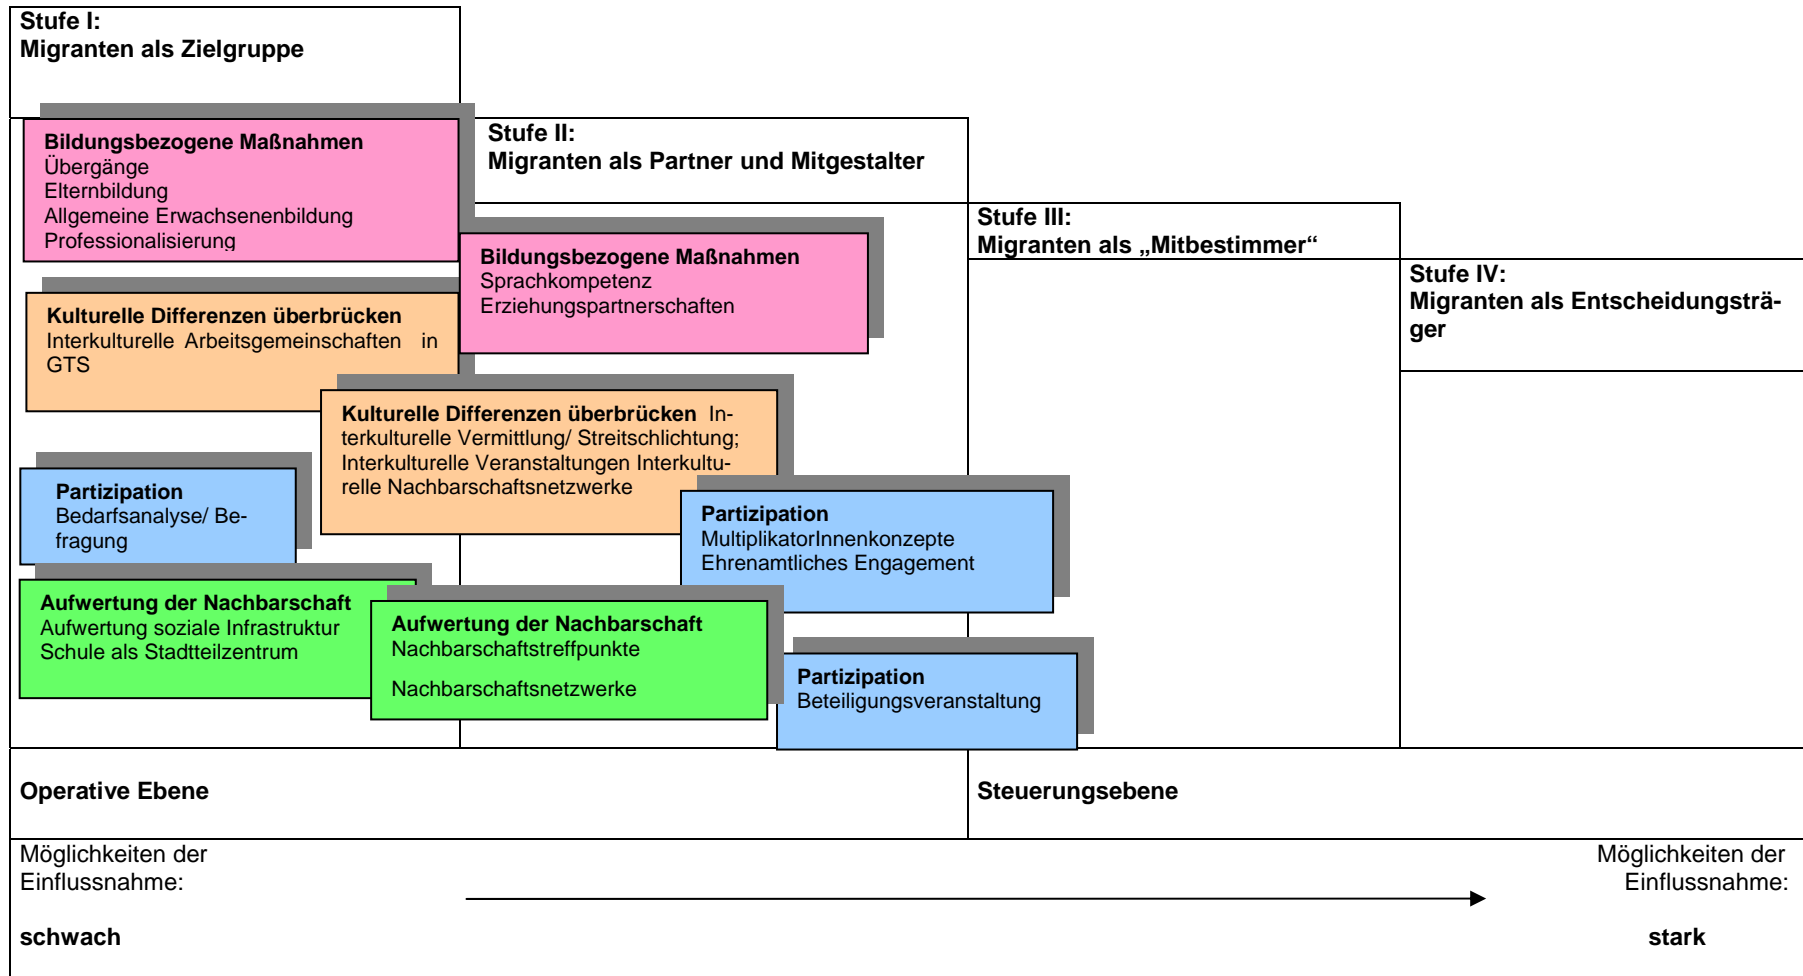 Stufe I:
Migranten als Zielgruppe
Bildungsbezogene Maßnahmen
Übergänge
Elternbildung
Allgemeine Erwachsenenbildung
Professionalisierung
Kulturelle Differenzen überbrücken
Interkulturelle Arbeitsgemeinschaften in
GTS
Partizipation
Bedarfsanalyse/ Be-
fragung
Aufwertung der Nachbarschaft
Aufwertung soziale Infrastruktur
Schule als Stadtteilzentrum
Stufe II:
Migranten als Partner und Mitgestalter
Bildungsbezogene Maßnahmen
Sprachkompetenz
Erziehungspartnerschaften
Kulturelle Differenzen überbrücken In-
terkulturelle Vermittlung/ Streitschlichtung;
Interkulturelle Veranstaltungen Interkultu-
relle Nachbarschaftsnetzwerke
Partizipation
MultiplikatorInnenkonzepte
Ehrenamtliches Engagement
Aufwertung der Nachbarschaft
Nachbarschaftstreffpunkte
Nachbarschaftsnetzwerke
Partizipation
Beteiligungsveranstaltung
Stufe III:
Migranten als „Mitbestimmer“
Stufe IV:
Migranten als Entscheidungsträ-
ger
Operative Ebene
Steuerungsebene
Möglichkeiten der
Einflussnahme:
schwach
Möglichkeiten der
Einflussnahme:
stark